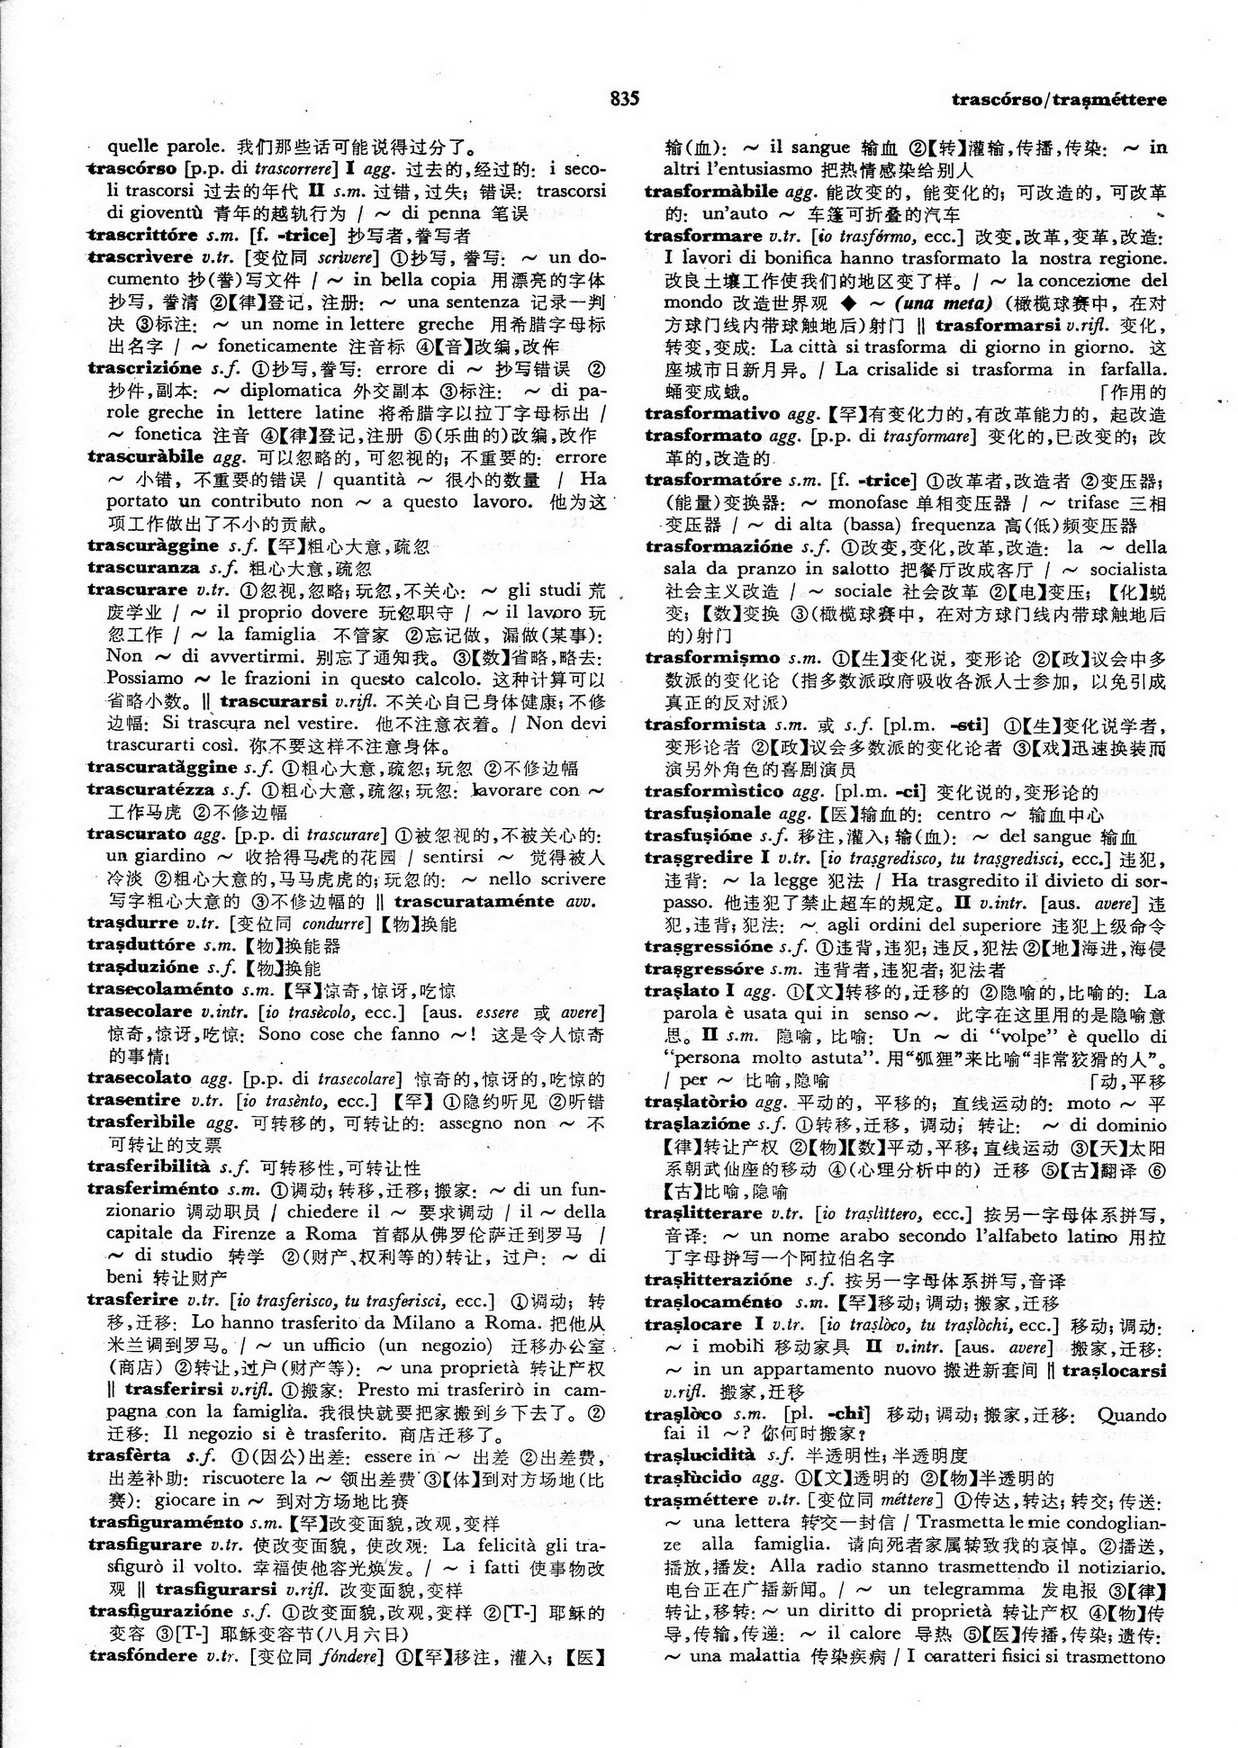 835
trascórso/traṣméttere
quelle parole. 我们那些话可能说得过分了。
trascórso [p.p. di trascorrere] I agg. 过去的,经过的: i seco-
li trascorsi 过去的年代 II s.m. 过错,过失; 错误: trascorsi
di gioventù 青年的越轨行为 / ～ di penna 笔误
trascrittóre s.m. [f. -trice] 抄写者,誊写者
trascrìvere v.tr. [变位同 scrìvere] ①抄写, 誊写: ～ un do-
cumento 抄(誊)写文件 / ～ in bella copia 用漂亮的字体
抄写, 誊清 ②【律】登记, 注册: ～ una sentenza 记录一判
决 ③标注: ～ un nome in lettere greche 用希腊字母标
出名字 / ～ foneticamente 注音标 ④【音】改编,改作
trascrizióne s.f. ①抄写,誊写: errore di ～ 抄写错误 ②
抄件,副本: ～ diplomatica 外交副本 ③标注: ～ di pa-
role greche in lettere latine 将希腊字以拉丁字母标出 /
～ fonetica 注音 ④【律】登记,注册 ⑤(乐曲的)改编,改作
trascuràbile agg. 可以忽略的, 可忽视的; 不重要的: errore
～ 小错, 不重要的错误 / quantità ～ 很小的数量 / Ha
portato un contributo non ～ a questo lavoro. 他为这
项工作做出了不小的贡献。
trascuràggine s.f. 【罕】粗心大意,疏忽
trascuranza s.f. 粗心大意,疏忽
trascurare v.tr. ①忽视,忽略; 玩忽,不关心: ～ gli studi 荒
废学业 / ～ il proprio dovere 玩忽职守 / ～ il lavoro 玩
忽工作 / ～ la famiglia 不管家 ②忘记做, 漏做(某事):
Non ～ di avvertirmi. 别忘了通知我。 ③【数】省略,略去:
Possiamo ～ le frazioni in questo calcolo. 这种计算可以
省略小数。‖ trascurarsi v.rifl. 不关心自己身体健康; 不修
边幅: Si trascura nel vestire. 他不注意衣着。/ Non devi
trascurarti così. 你不要这样不注意身体。
trascuratàggine s.f. ①粗心大意,疏忽; 玩忽 ②不修边幅
trascuratézza s.f. ①粗心大意,疏忽; 玩忽: lavorare con ～
工作马虎 ②不修边幅
trascurato agg. [p.p. di trascurare] ①被忽视的,不被关心的:
un giardino ～ 收拾得马虎的花园 / sentirsi ～ 觉得被人
冷淡 ②粗心大意的,马马虎虎的; 玩忽的: ～ nello scrivere
写字粗心大意的 ③不修边幅的 ‖ trascurataménte avv.
traṣdurre v.tr. [变位同 condurre] 【物】换能
traṣduttóre s.m. 【物】换能器
traṣduzióne s.f. 【物】换能
trasecolaménto s.m. 【罕】惊奇,惊讶,吃惊
trasecolare v.intr. [io trasècolo, ecc.] [aus. essere 或 avere]
惊奇,惊讶,吃惊: Sono cose che fanno ～! 这是令人惊奇
的事情!
trasecolato agg. [p.p. di trasecolare] 惊奇的,惊讶的,吃惊的
trasentire v.tr. [io trasènto, ecc.] 【罕】 ①隐约听见 ②听错
trasferìbile agg. 可转移的, 可转让的: assegno non ～ 不
可转让的支票
trasferibilità s.f. 可转移性,可转让性
trasferiménto s.m. ①调动; 转移,迁移; 搬家: ～ di un fun-
zionario 调动职员 / chiedere il ～ 要求调动 / il ～ della
capitale da Firenze a Roma 首都从佛罗伦萨迁到罗马 /
～ di studio 转学 ②(财产、权利等的)转让, 过户: ～ di
beni 转让财产
trasferire v.tr. [io trasferisco, tu trasferisci, ecc.] ①调动; 转
移,迁移: Lo hanno trasferito da Milano a Roma. 把他从
米兰调到罗马。/ ～ un ufficio (un negozio) 迁移办公室
(商店) ②转让,过户(财产等): ～ una proprietà 转让产权
‖ trasferirsi v.rifl. ①搬家: Presto mi trasferirò in cam-
pagna con la famiglia. 我很快就要把家搬到乡下去了。②
迁移: Il negozio si è trasferito. 商店迁移了。
trasfèrta s.f. ①(因公)出差: essere in ～ 出差 ②出差费,
出差补助: riscuotere la ～ 领出差费 ③【体】到对方场地(比
赛): giocare in ～ 到对方场地比赛
trasfiguraménto s.m. 【罕】改变面貌,改观,变样
trasfigurare v.tr. 使改变面貌, 使改观: La felicità gli tra-
sfigurò il volto. 幸福使他容光焕发。/ ～ i fatti 使事物改
观 ‖ trasfigurarsi v.rifl. 改变面貌,变样
trasfigurazióne s.f. ①改变面貌,改观,变样 ②[T-] 耶稣的
变容 ③[T-] 耶稣变容节(八月六日)
trasfóndere v.tr. [变位同 fóndere] ①【罕】移注, 灌入; 【医】
输(血): ～ il sangue 输血 ②【转】灌输,传播,传染: ～ in
altri l'entusiasmo 把热情感染给别人
trasformàbile agg. 能改变的, 能变化的; 可改造的, 可改革
的: un'auto ～ 车篷可折叠的汽车
trasformare v.tr. [io trasfórmo, ecc.] 改变,改革,变革,改造:
I lavori di bonifica hanno trasformato la nostra regione.
改良土壤工作使我们的地区变了样。/ ～ la concezione del
mondo 改造世界观 ◆ ～ (una meta) (橄榄球赛中, 在对
方球门线内带球触地后)射门 ‖ trasformarsi v.rifl. 变化,
转变,变成: La città si trasforma di giorno in giorno. 这
座城市日新月异。/ La crisalide si trasforma in farfalla.
蛹变成蛾。 「作用的
trasformativo agg. 【罕】有变化力的,有改革能力的, 起改造
trasformato agg. [p.p. di trasformare] 变化的,已改变的; 改
革的,改造的
trasformatóre s.m. [f. -trice] ①改革者,改造者 ②变压器;
(能量)变换器: ～ monofase 单相变压器 / ～ trifase 三相
变压器 / ～ di alta (bassa) frequenza 高(低)频变压器
trasformazióne s.f. ①改变,变化,改革,改造: la ～ della
sala da pranzo in salotto 把餐厅改成客厅 / ～ socialista
社会主义改造 / ～ sociale 社会改革 ②【电】变压; 【化】蜕
变; 【数】变换 ③(橄榄球赛中, 在对方球门线内带球触地后
的)射门
trasformiṣmo s.m. ①【生】变化说, 变形论 ②【政】议会中多
数派的变化论 (指多数派政府吸收各派人士参加, 以免引成
真正的反对派)
trasformista s.m. 或 s.f. [pl.m. -sti] ①【生】变化说学者,
变形论者 ②【政】议会多数派的变化论者 ③【戏】迅速换装而
演另外角色的喜剧演员
trasformìstico agg. [pl.m. -ci] 变化说的,变形论的
trasfuṣionale agg. 【医】输血的: centro ～ 输血中心
trasfuṣióne s.f. 移注,灌入; 输(血): ～ del sangue 输血
traṣgredire I v.tr. [io traṣgredisco, tu traṣgredisci, ecc.] 违犯,
违背: ～ la legge 犯法 / Ha trasgredito il divieto di sor-
passo. 他违犯了禁止超车的规定。II v.intr. [aus. avere] 违
犯,违背; 犯法: ～ agli ordini del superiore 违犯上级命令
traṣgressióne s.f. ①违背,违犯; 违反,犯法 ②【地】海进,海侵
traṣgressóre s.m. 违背者,违犯者; 犯法者
traṣlato I agg. ①【文】转移的,迁移的 ②隐喻的,比喻的: La
parola è usata qui in senso ～. 此字在这里用的是隐喻意
思。II s.m. 隐喻, 比喻: Un ～ di “volpe” è quello di
“persona molto astuta”. 用“狐狸”来比喻“非常狡猾的人”。
/ per ～ 比喻,隐喻 「动,平移
traṣlatòrio agg. 平动的, 平移的; 直线运动的: moto ～ 平
traṣlazióne s.f. ①转移,迁移, 调动; 转让: ～ di dominio
【律】转让产权 ②【物】【数】平动,平移; 直线运动 ③【天】太阳
系朝武仙座的移动 ④(心理分析中的) 迁移 ⑤【古】翻译 ⑥
【古】比喻,隐喻
traṣlitterare v.tr. [io traṣlìttero, ecc.] 按另一字母体系拼写,
音译: ～ un nome arabo secondo l'alfabeto latino 用拉
丁字母拼写一个阿拉伯名字
traṣlitterazióne s.f. 按另一字母体系拼写,音译
traṣlocaménto s.m. 【罕】移动; 调动; 搬家,迁移
traṣlocare I v.tr. [io traṣlòco, tu traṣlòchi, ecc.] 移动; 调动:
～ i mobili 移动家具 II v.intr. [aus. avere] 搬家,迁移:
～ in un appartamento nuovo 搬进新套间 ‖ traṣlocarsi
v.rifl. 搬家,迁移
traṣlòco s.m. [pl. -chi] 移动; 调动; 搬家,迁移: Quando
fai il ～? 你何时搬家?
traṣlucidità s.f. 半透明性; 半透明度
traṣlùcido agg. ①【文】透明的 ②【物】半透明的
traṣméttere v.tr. [变位同 méttere] ①传达,转达; 转交; 传送:
～ una lettera 转交一封信 / Trasmetta le mie condoglian-
ze alla famiglia. 请向死者家属转致我的哀悼。②播送,
播放,播发: Alla radio stanno trasmettendo il notiziario.
电台正在广播新闻。/ ～ un telegramma 发电报 ③【律】
转让,移转: ～ un diritto di proprietà 转让产权 ④【物】传
导,传输,传递: ～ il calore 导热 ⑤【医】传播,传染; 遗传:
～ una malattia 传染疾病 / I caratteri fisici si trasmettono